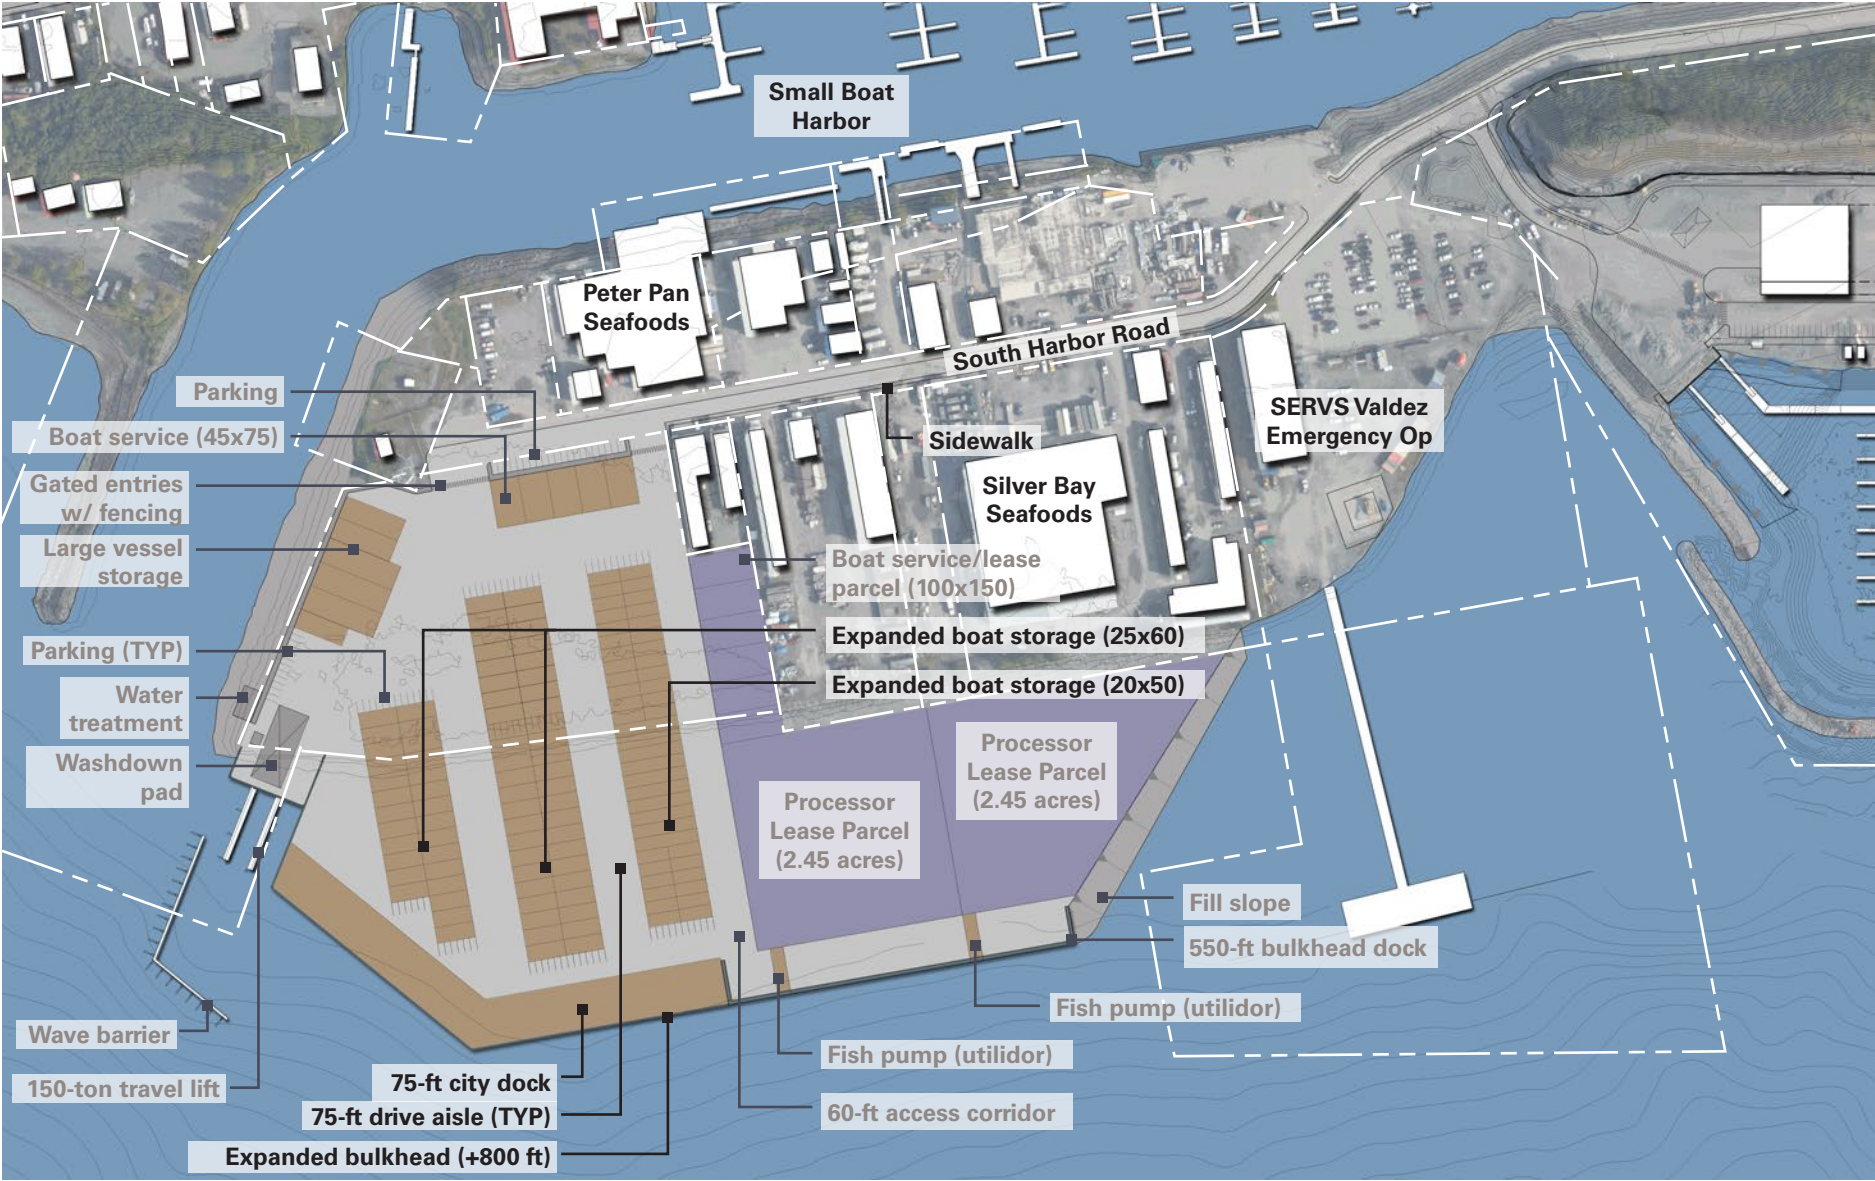 Small Boat
Harbor
Peter Pan
Seafoods
South Harbor Road
Parking
Boat service (45x75)
SERVS Valdez
Emergency Op
Sidewalk
Gated entries
w/ fencing
Silver Bay
Seafoods
Large vessel
storage
Boat service/lease
parcel (100x150)
Expanded boat storage (25x60)
Parking (TYP)
Expanded boat storage (20x50)
Water
treatment
Washdown
pad
Processor
Lease Parcel
(2.45 acres)
Processor
Lease Parcel
(2.45 acres)
Fill slope
550-ft bulkhead dock
Fish pump (utilidor)
Wave barrier
Fish pump (utilidor)
150-ton travel lift
75-ft city dock
75-ft drive aisle (TYP)
60-ft access corridor
Expanded bulkhead (+800 ft)